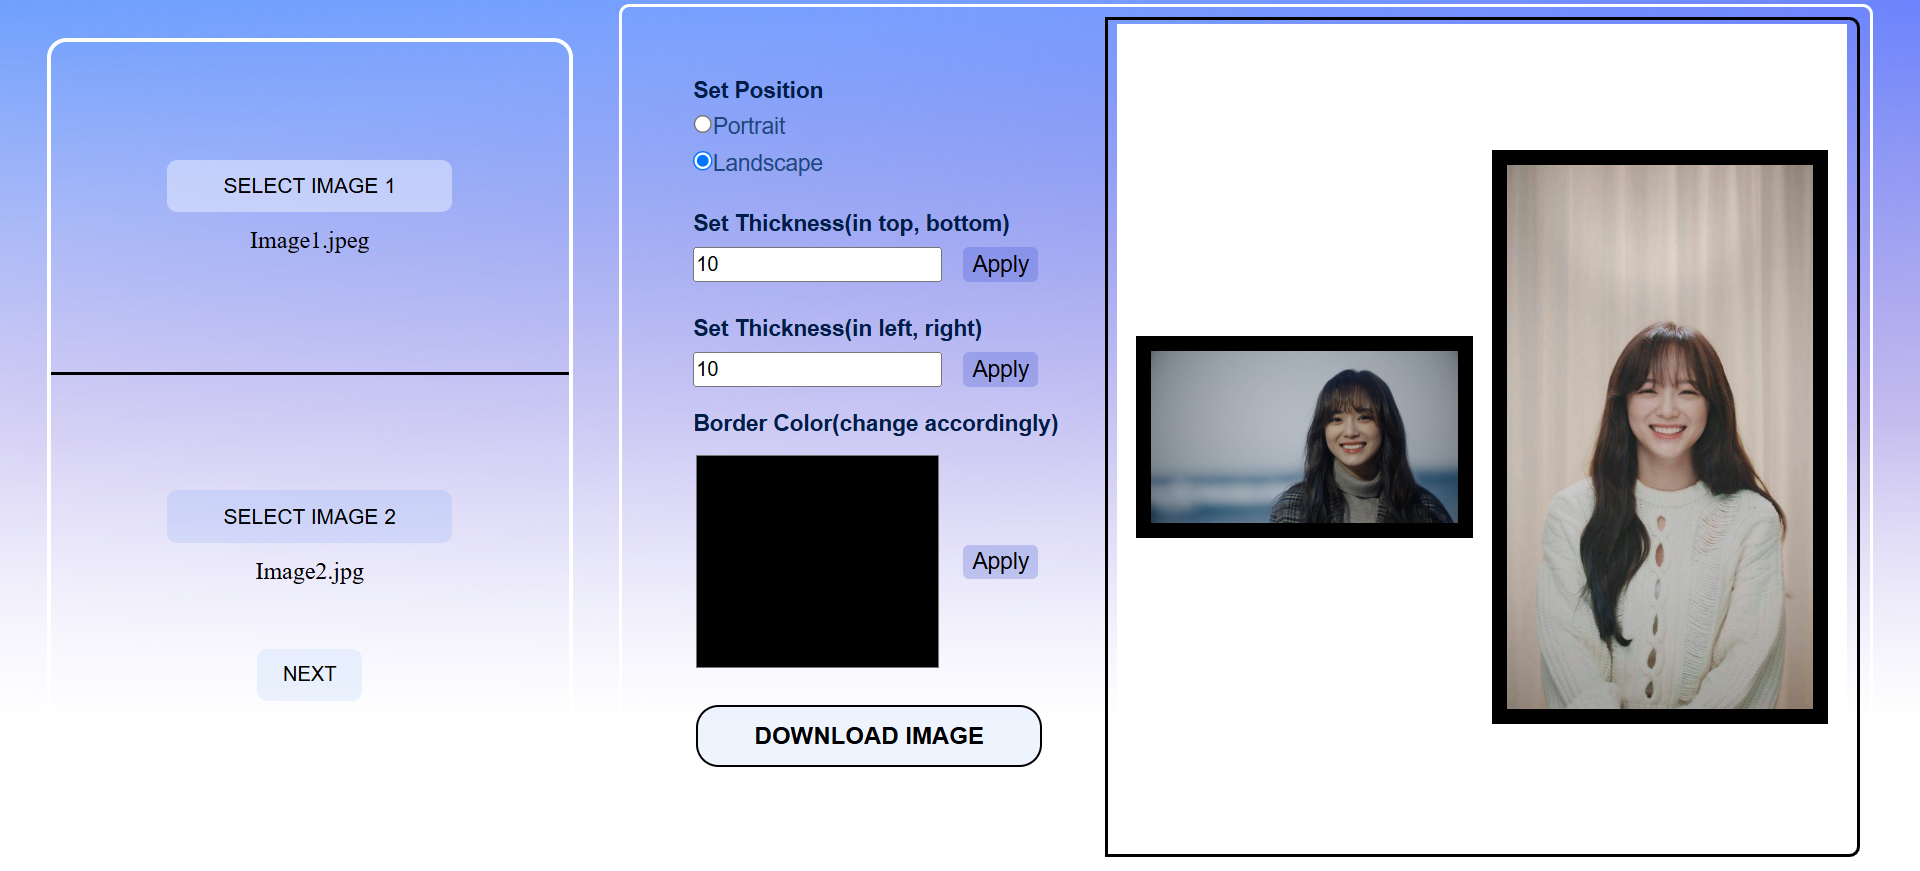 SELECT IMAGE 1
Image1.jpeg
SELECT IMAGE 2
Image2.jpg
NEXT
Set Position
Portrait
Landscape
Set Thickness(in top, bottom)
10 Apply
Set Thickness(in left, right)
10 Apply
Border Color(change accordingly)
Apply
DOWNLOAD IMAGE